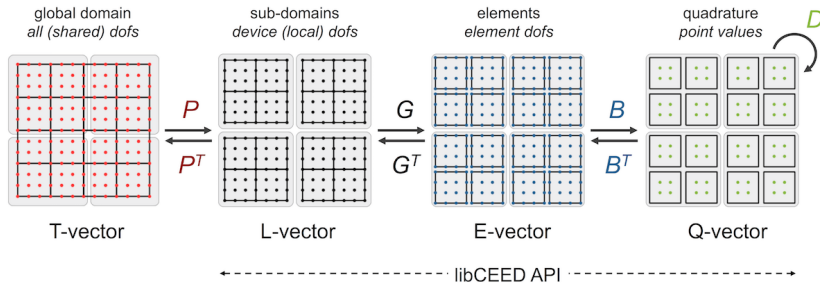 global domain
all (shared) dofs
sub-domains
device (local) dofs
elements
element dofs
quadrature
point values
D
P
P^T
G
G^T
B
B^T
T-vector
L-vector
E-vector
Q-vector
libCEED API